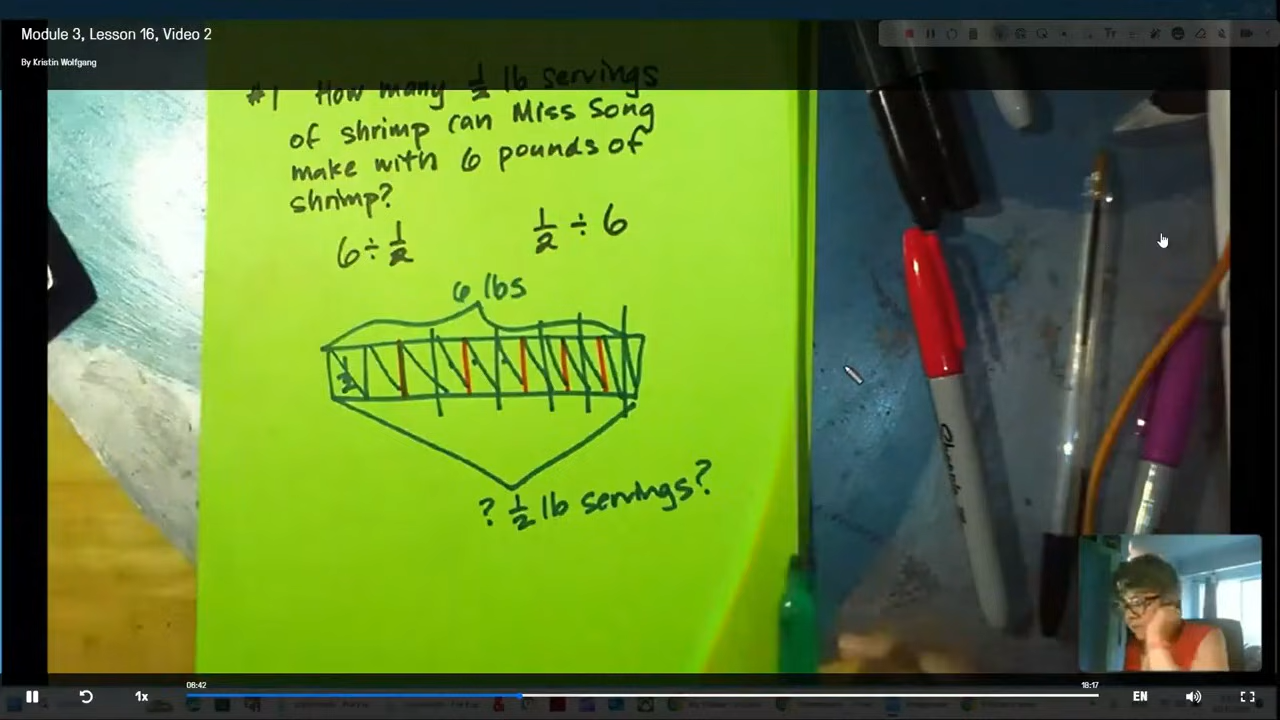 Module 3, Lesson 16, Video 2
By Kristin Wolfgang
#1 How many 1/2 lb servings
of shrimp can Miss Song
make with 6 pounds of
shrimp?
6 ÷ 1/2 1/2 ÷ 6
6 lbs
? 1/2 lb servings?
Sharpie
06:42 18:17
1x EN